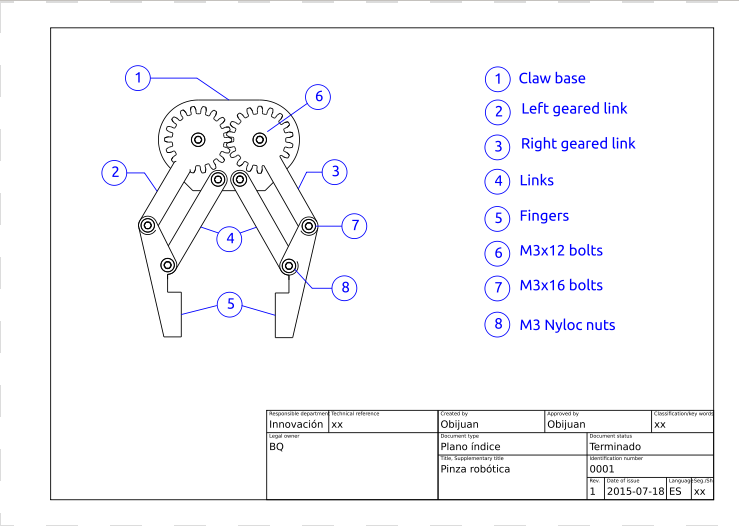 1
6
2
3
7
4
8
5
1 Claw base
2 Left geared link
3 Right geared link
4 Links
5 Fingers
6 M3x12 bolts
7 M3x16 bolts
8 M3 Nyloc nuts
Responsible departmen Technical reference Created by Approved by Classification/key words
Innovación xx Obijuan Obijuan xx
Legal owner Document type Document status
BQ Plano índice Terminado
Title, Supplementary title Identification number
Pinza robótica 0001
Rev. Date of issue Language Seg./Sh
1 2015-07-18 ES xx